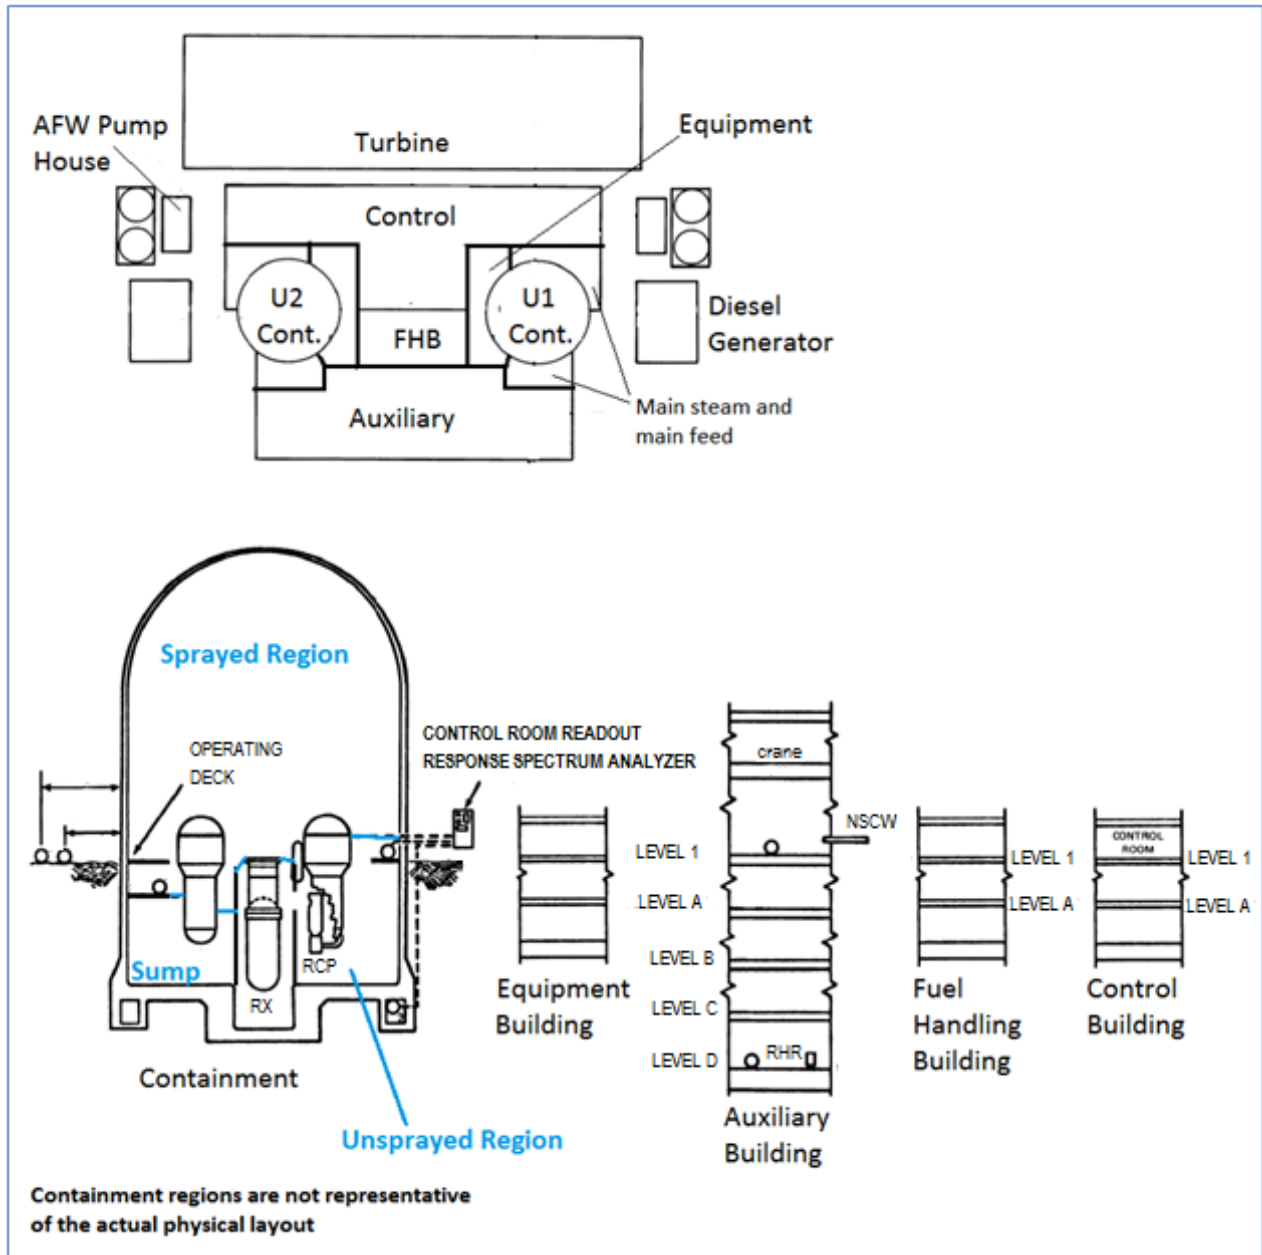 AFW Pump
House
Turbine
Equipment
Control
U2
Cont.
FHB
U1
Cont.
Diesel
Generator
Auxiliary
Main steam and
main feed
Sprayed Region
OPERATING
DECK
CONTROL ROOM READOUT
RESPONSE SPECTRUM ANALYZER
Sump
RCP
RX
Containment
Unsprayed Region
Equipment
Building
crane
NSCW
LEVEL 1
LEVEL A
LEVEL B
LEVEL C
LEVEL D
RHR
Auxiliary
Building
LEVEL 1
LEVEL A
Fuel
Handling
Building
CONTROL
ROOM
LEVEL 1
LEVEL A
Control
Building
Containment regions are not representative
of the actual physical layout